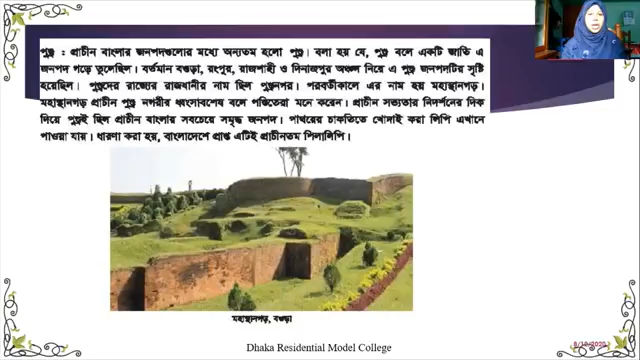 পুণ্ড্র : প্রাচীন বাংলার জনপদগুলোর মধ্যে অন্যতম হলো পুণ্ড্র। বলা হয় যে, পুণ্ড্র বলে একটি জাতি এ
জনপদ গড়ে তুলেছিল। বর্তমান বগুড়া, রংপুর, রাজশাহী ও দিনাজপুর অঞ্চল নিয়ে এ পুণ্ড্র জনপদটির সৃষ্টি
হয়েছিল। পুণ্ড্রদের রাজ্যের রাজধানীর নাম ছিল পুণ্ড্রনগর। পরবর্তীকালে এর নাম হয় মহাস্থানগড়।
মহাস্থানগড় প্রাচীন পুণ্ড্র নগরীর ধ্বংসাবশেষ বলে পণ্ডিতেরা মনে করেন। প্রাচীন সভ্যতার নিদর্শনের দিক
দিয়ে পুণ্ড্রই ছিল প্রাচীন বাংলার সবচেয়ে সমৃদ্ধ জনপদ। পাথরের চাকতিতে খোদাই করা লিপি এখানে
পাওয়া যায়। ধারণা করা হয়, বাংলাদেশে প্রাপ্ত এটিই প্রাচীনতম শিলালিপি।
মহাস্থানগড়, বগুড়া
Dhaka Residential Model College